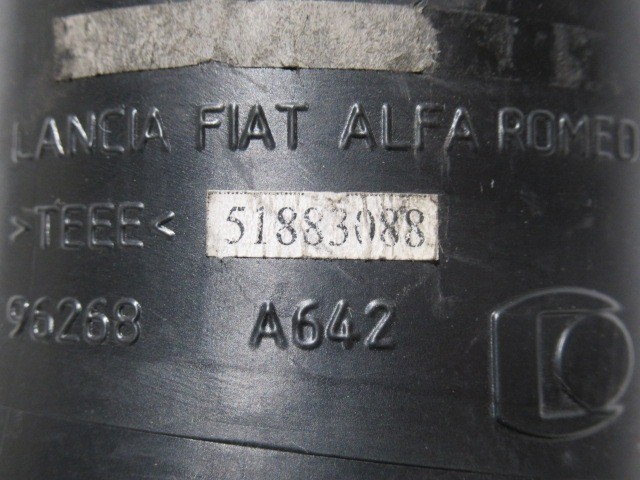 LANCIA FIAT ALFA ROMEO
>TEEE< 51883088
96268 A642